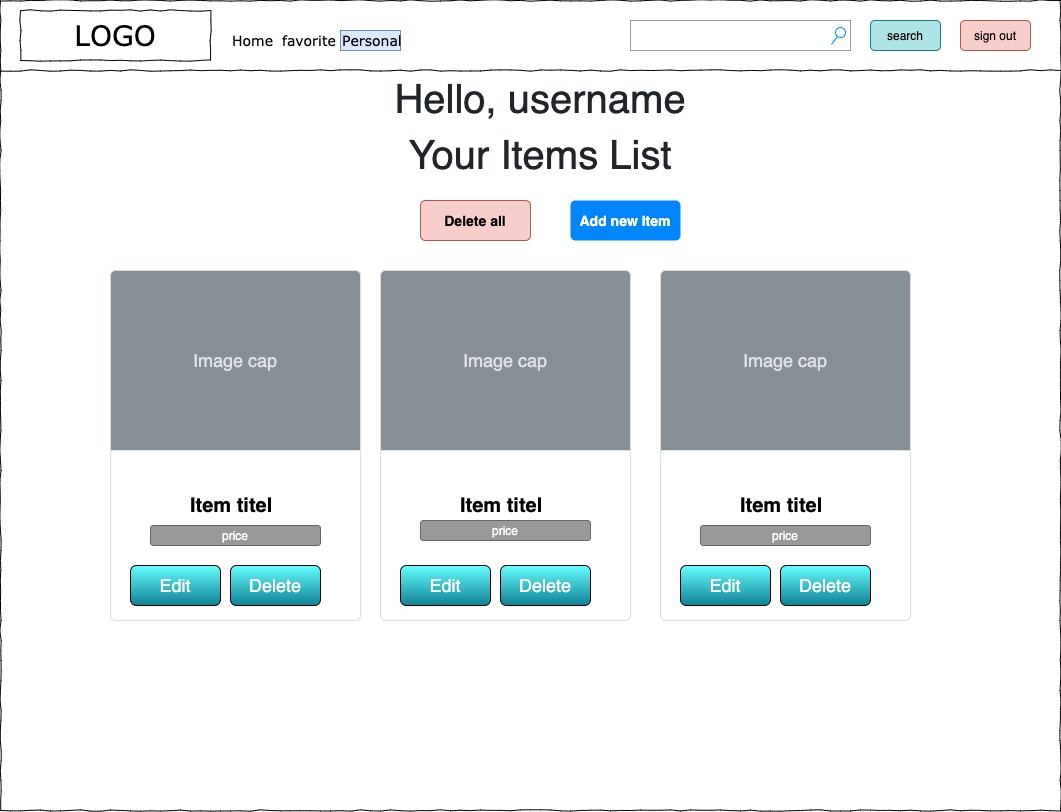 LOGO
Home favorite Personal
search
sign out
Hello, username
Your Items List
Delete all
Add new Item
Image cap
Image cap
Image cap
Item titel
Item titel
Item titel
price
price
price
Edit Delete
Edit Delete
Edit Delete